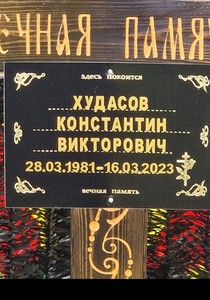 ЕЧНАЯ ПАМЯ
ЗДЕСЬ ПОКОИТСЯ
ХУДАСОВ
КОНСТАНТИН
ВИКТОРОВИЧ
28.03.1981-16.03.2023
ВЕЧНАЯ ПАМЯТЬ